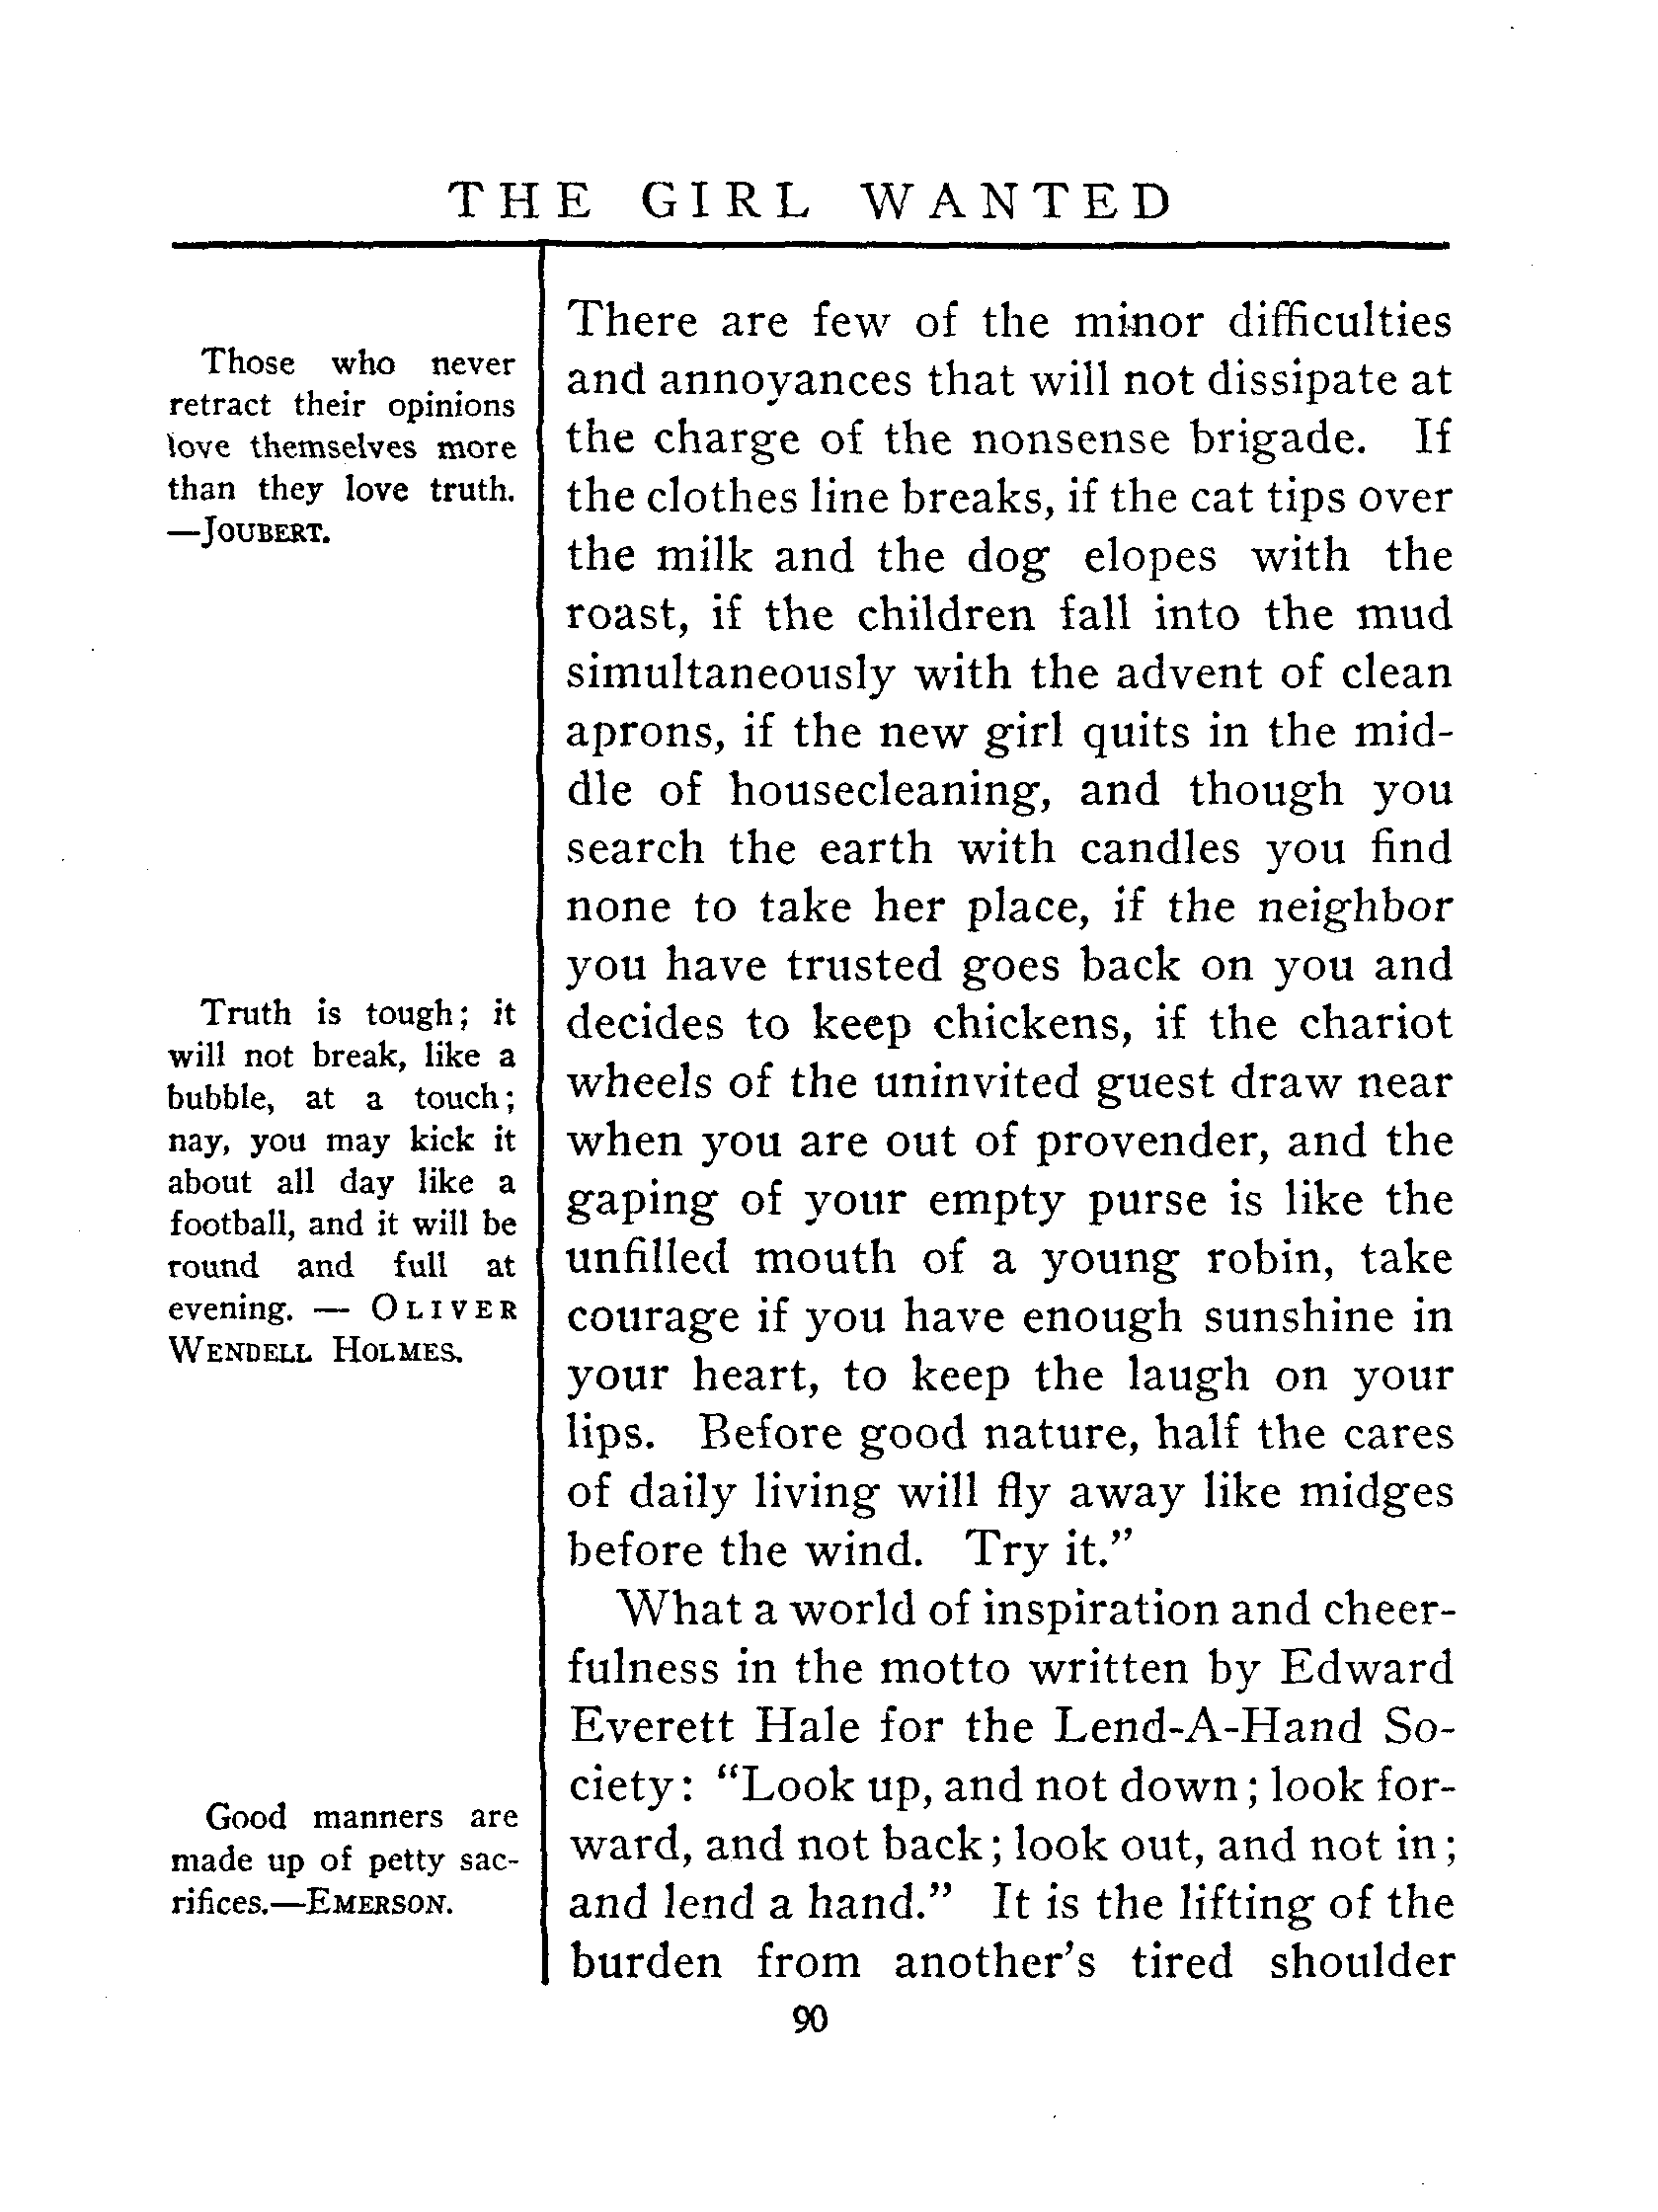 THE GIRL WANTED
Those who never
retract their opinions
love themselves more
than they love truth.
—JOUBERT.
Truth is tough; it
will not break, like a
bubble, at a touch;
nay, you may kick it
about all day like a
football, and it will be
round and full at
evening. — OLIVER
WENDELL HOLMES.
Good manners are
made up of petty sac-
rifices.—EMERSON.
There are few of the minor difficulties
and annoyances that will not dissipate at
the charge of the nonsense brigade. If
the clothes line breaks, if the cat tips over
the milk and the dog elopes with the
roast, if the children fall into the mud
simultaneously with the advent of clean
aprons, if the new girl quits in the mid-
dle of housecleaning, and though you
search the earth with candles you find
none to take her place, if the neighbor
you have trusted goes back on you and
decides to keep chickens, if the chariot
wheels of the uninvited guest draw near
when you are out of provender, and the
gaping of your empty purse is like the
unfilled mouth of a young robin, take
courage if you have enough sunshine in
your heart, to keep the laugh on your
lips. Before good nature, half the cares
of daily living will fly away like midges
before the wind. Try it.”
What a world of inspiration and cheer-
fulness in the motto written by Edward
Everett Hale for the Lend-A-Hand So-
ciety: “Look up, and not down; look for-
ward, and not back; look out, and not in;
and lend a hand.” It is the lifting of the
burden from another’s tired shoulder
90